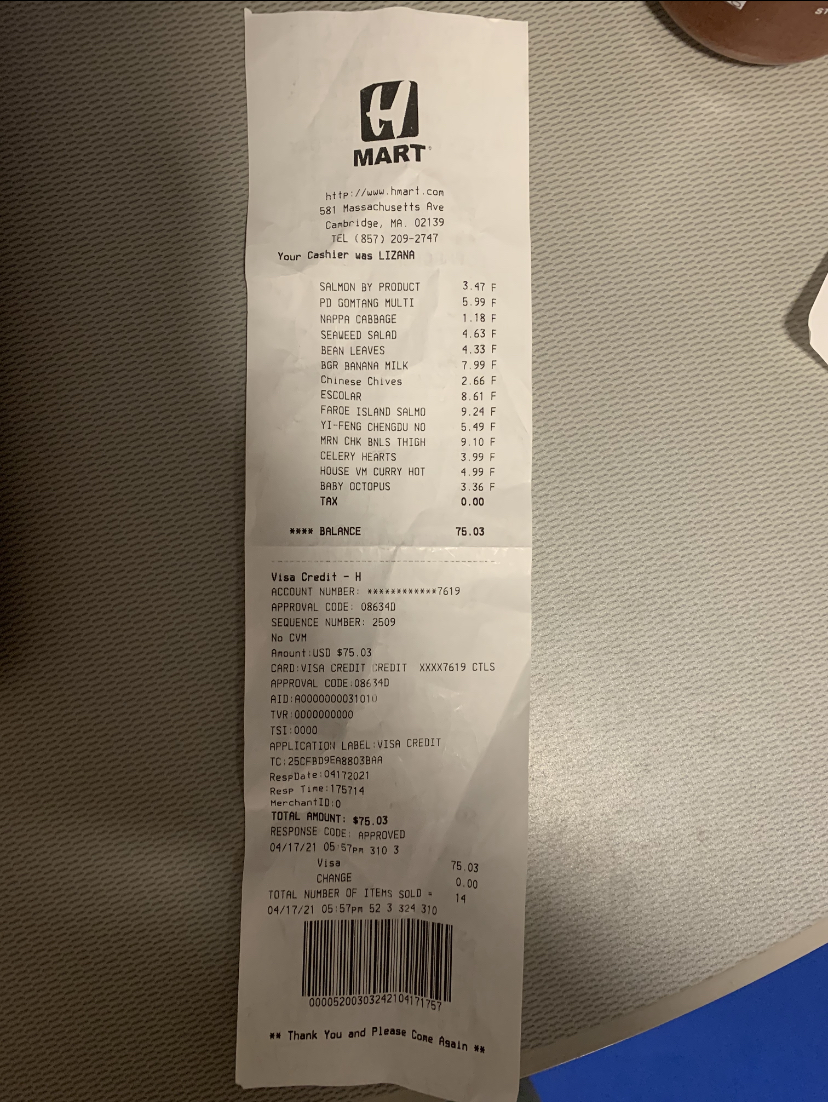 H
MART
http://www.hmart.com
581 Massachusetts Ave
Cambridge, MA. 02139
TEL (857) 209-2747
Your Cashier was LIZANA
SALMON BY PRODUCT 3.47 F
PD GOMTANG MULTI 5.99 F
NAPPA CABBAGE 1.18 F
SEAWEED SALAD 4.63 F
BEAN LEAVES 4.33 F
BGR BANANA MILK 7.99 F
Chinese Chives 2.66 F
ESCOLAR 8.61 F
FAROE ISLAND SALMO 9.24 F
YI-FENG CHENGDU NO 5.49 F
MRN CHK BNLS THIGH 9.10 F
CELERY HEARTS 3.99 F
HOUSE VM CURRY HOT 4.99 F
BABY OCTOPUS 3.36 F
TAX 0.00
**** BALANCE 75.03
Visa Credit - H
ACCOUNT NUMBER: ************7619
APPROVAL CODE: 08634D
SEQUENCE NUMBER: 2509
No CVM
Amount:USD $75.03
CARD:VISA CREDIT CREDIT XXXX7619 CTLS
APPROVAL CODE:08634D
AID:A0000000031010
TVR:0000000000
TSI:0000
APPLICATION LABEL:VISA CREDIT
TC:25CFBD9EA8803BAA
RespDate:04172021
Resp Time:175714
MerchantID:0
TOTAL AMOUNT: $75.03
RESPONSE CODE: APPROVED
04/17/21 05:57pm 310 3
Visa 75.03
CHANGE 0.00
TOTAL NUMBER OF ITEMS SOLD = 14
04/17/21 05:57pm 52 3 324 310
00005200303242104171757
** Thank You and Please Come Again **